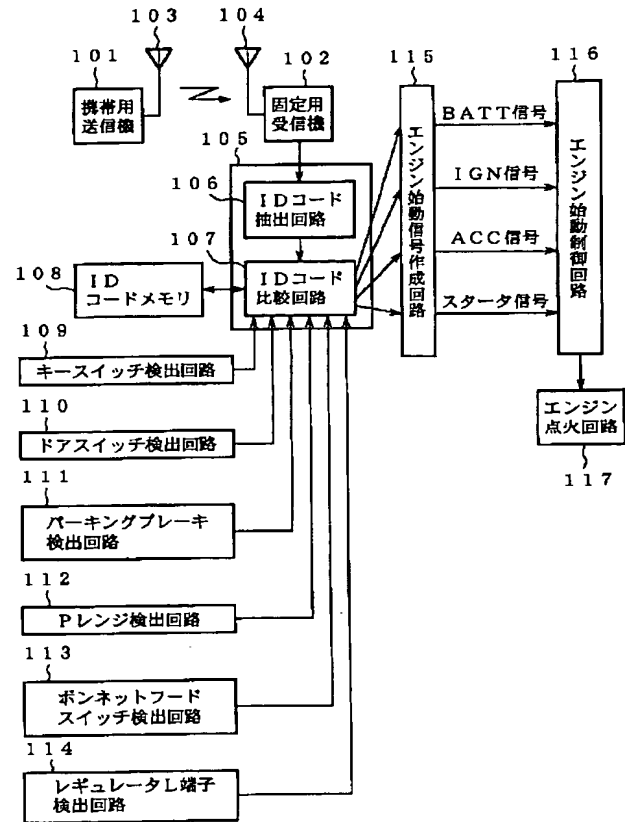 103
104
101
102
115
116
携帯用
送信機
固定用
受信機
105
106
IDコード
抽出回路
107
IDコード
比較回路
108
ID
コードメモリ
エンジン始動信号作成回路
BATT信号
IGN信号
ACC信号
スタータ信号
エンジン始動制御回路
エンジン
点火回路
117
109
キースイッチ検出回路
110
ドアスイッチ検出回路
111
パーキングブレーキ
検出回路
112
Pレンジ検出回路
113
ボンネットフード
スイッチ検出回路
114
レギュレータL端子
検出回路